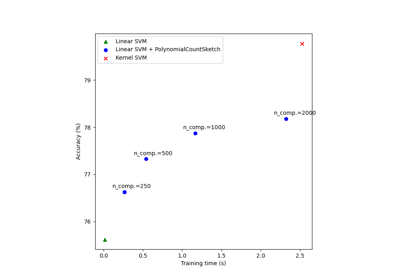 Linear SVM
Linear SVM + PolynomialCountSketch
Kernel SVM
79
n_comp.=2000
78
n_comp.=1000
n_comp.=500
77
n_comp.=250
76
Accuracy (%)
0.0 0.5 1.0 1.5 2.0 2.5
Training time (s)